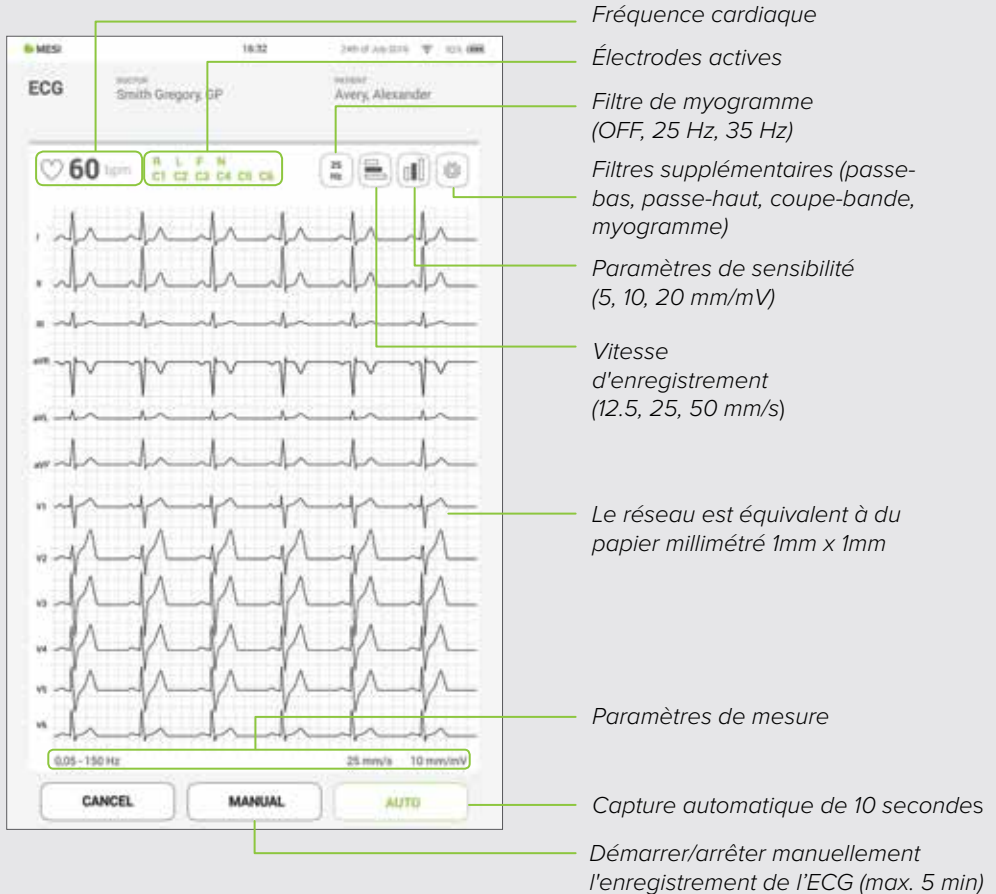 Fréquence cardiaque
MESI 16:32
Électrodes actives
ECG
DOCTOR
Smith Gregory, GP
PATIENT
Avery, Alexander
Filtre de myogramme
(OFF, 25 Hz, 35 Hz)
60 bpm
R L F N
C1 C2 C3 C4 C5 C6
25
Hz
Filtres supplémentaires (passe-
bas, passe-haut, coupe-bande,
myogramme)
Paramètres de sensibilité
(5, 10, 20 mm/mV)
Vitesse
d'enregistrement
(12.5, 25, 50 mm/s)
I
II
III
aVR
aVL
aVF
V1
V2
V3
V4
V5
V6
Le réseau est équivalent à du
papier millimétré 1mm x 1mm
Paramètres de mesure
0,05 - 150 Hz 25 mm/s 10 mm/mV
CANCEL MANUAL AUTO
Capture automatique de 10 secondes
Démarrer/arrêter manuellement
l'enregistrement de l’ECG (max. 5 min)